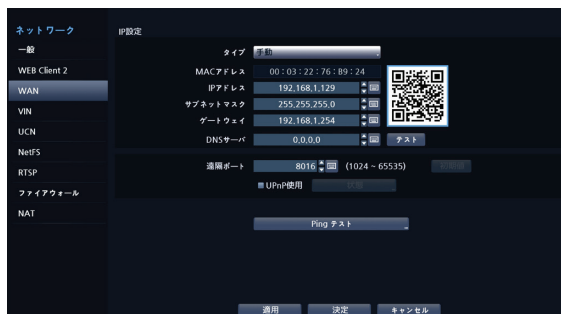 ネットワーク
IP設定
一般
タイプ 手動
WEB Client 2
MACアドレス 00:03:22:76:B9:24
WAN
IPアドレス 192.168.1.129
VIN
サブネットマスク 255.255.255.0
UCN
ゲートウェイ 192.168.1.254
NetFS
DNSサーバ 0.0.0.0 テスト
RTSP
遠隔ポート 8016 (1024 ~ 65535) 初期値
ファイアウォール
UPnP使用 状態
NAT
Ping テスト
適用 決定 キャンセル